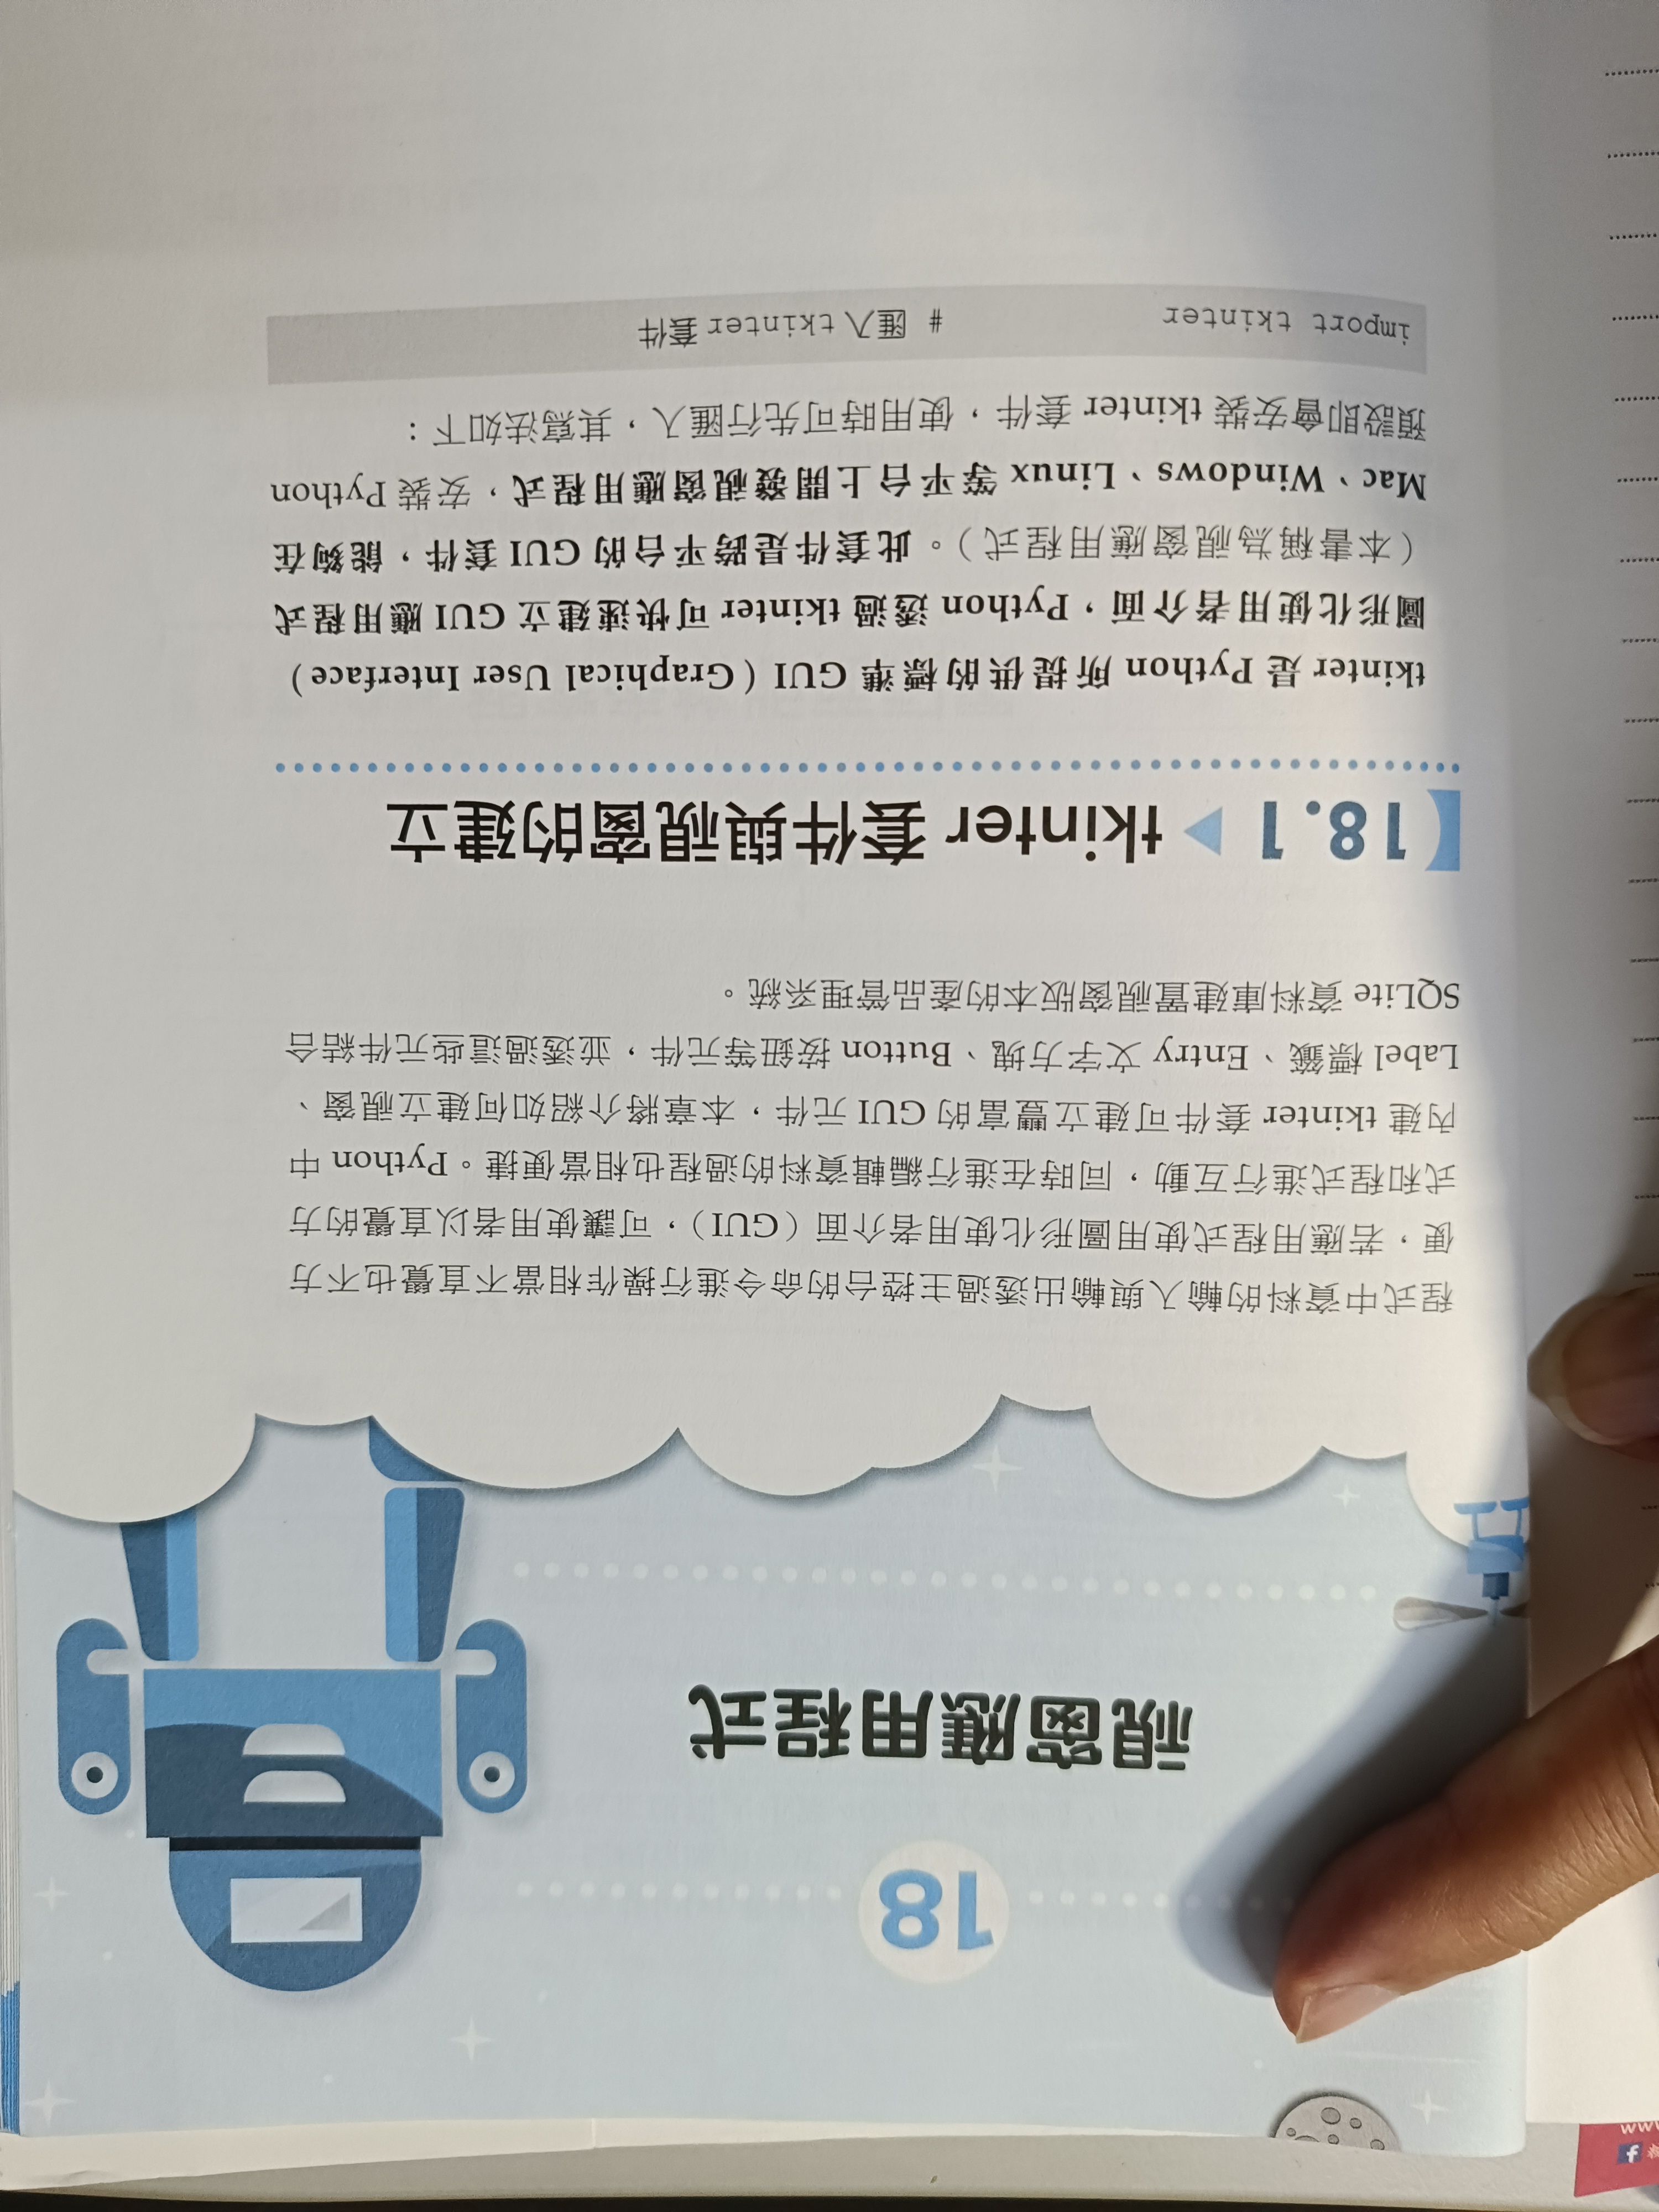 18
視窗應用程式
程式中資料的輸入與輸出透過主控台的命令進行操作相當不直覺也不方
便，若應用程式使用圖形化使用者介面（GUI），可讓使用者以直覺的方
式和程式進行互動，同時在進行編輯資料的過程也相當便捷。Python 中
內建 tkinter 套件可建立豐富的 GUI 元件，本章將介紹如何建立視窗、
Label 標籤、Entry 文字方塊、Button 按鈕等元件，並透過這些元件結合
SQLite 資料庫建置視窗版本的產品管理系統。
18.1 ▶ tkinter 套件與視窗的建立
tkinter 是 Python 所提供的標準 GUI（Graphical User Interface）
圖形化使用者介面，Python 透過 tkinter 可快速建立 GUI 應用程式
（本書稱為視窗應用程式）。此套件是跨平台的 GUI 套件，能夠在
Mac、Windows、Linux 等平台上開發視窗應用程式，安裝 Python
預設即會安裝 tkinter 套件，使用時可先行匯入，其寫法如下：
import tkinter # 匯入 tkinter 套件